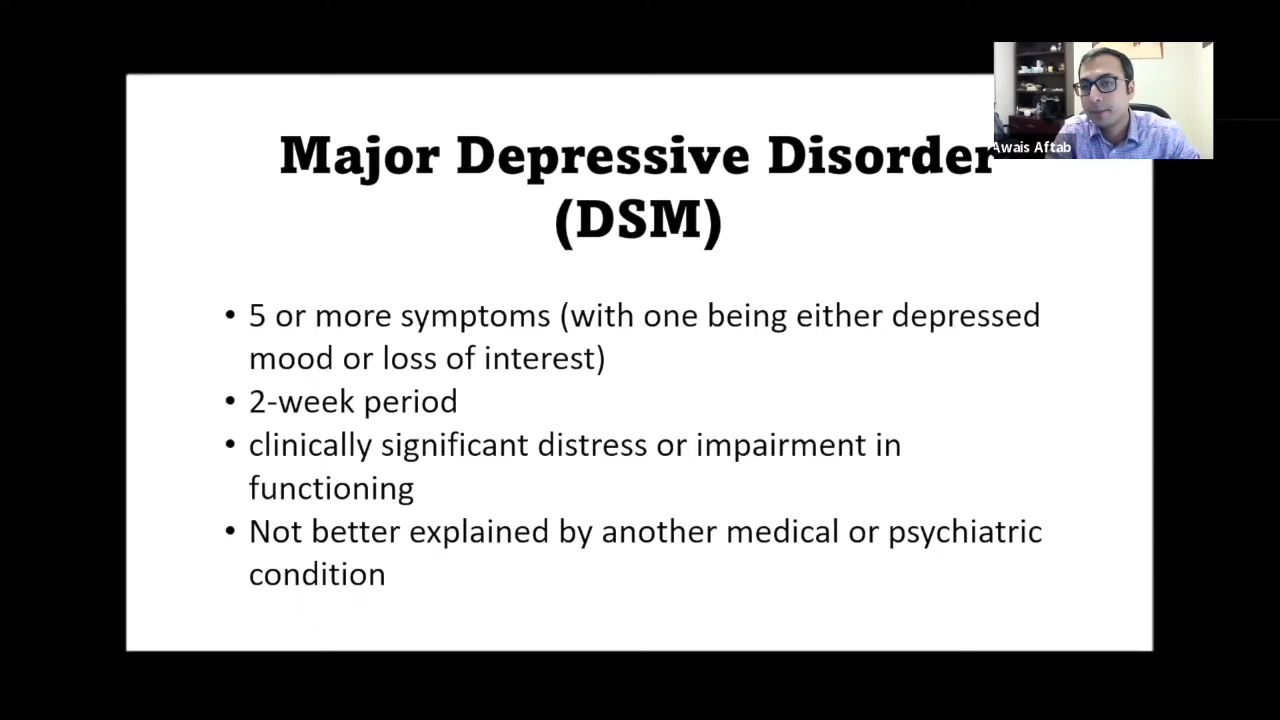 Major Depressive Disorder
(DSM)
Awais Aftab
• 5 or more symptoms (with one being either depressed
mood or loss of interest)
• 2-week period
• clinically significant distress or impairment in
functioning
• Not better explained by another medical or psychiatric
condition